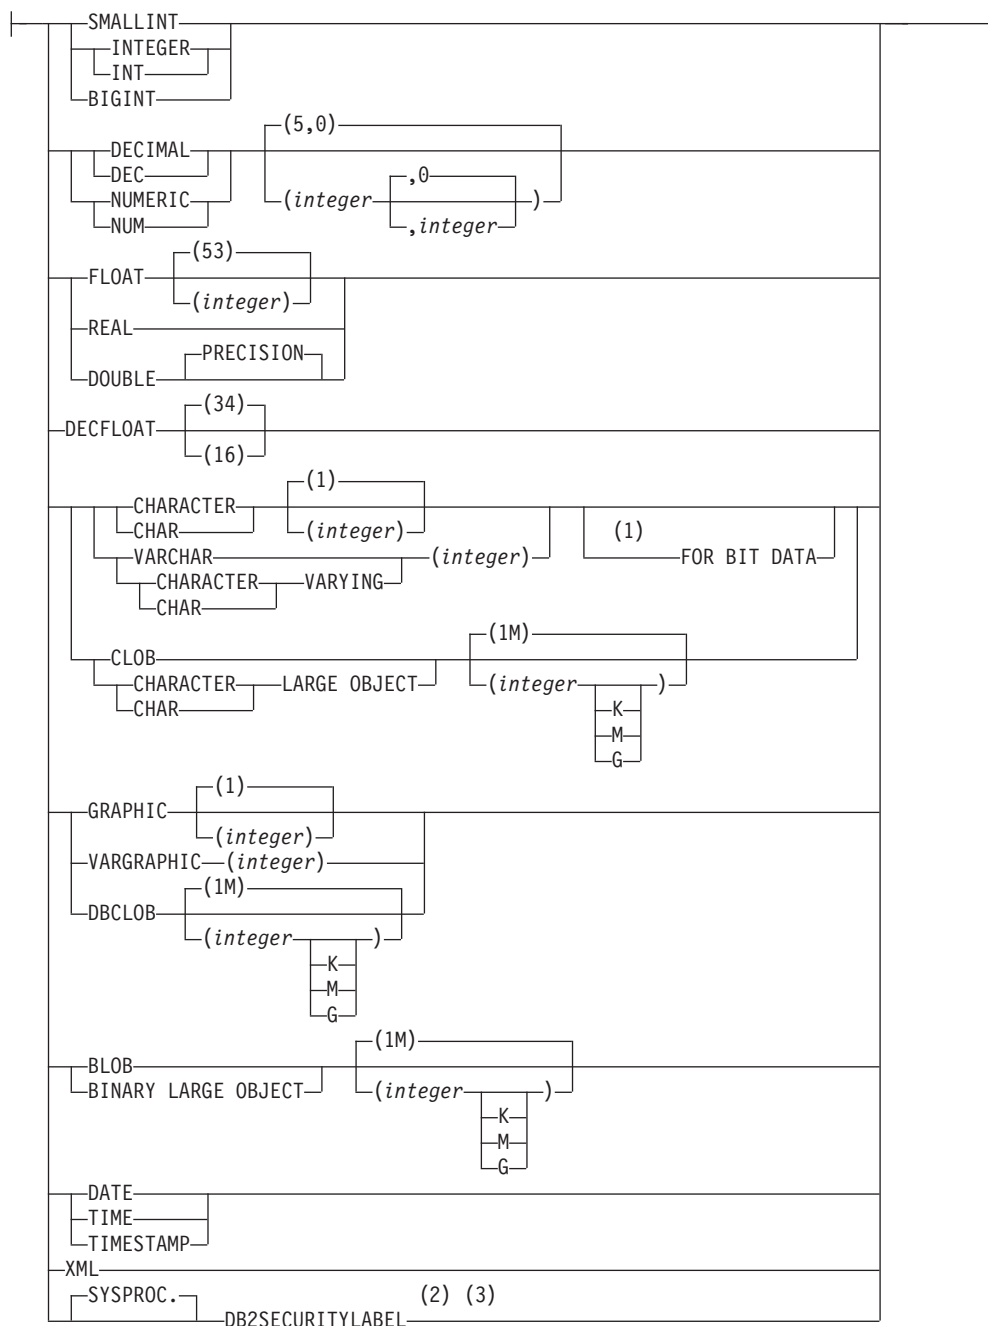 SMALLINT
INTEGER
INT
BIGINT
(5,0)
DECIMAL
DEC
,0
NUMERIC
(integer )
NUM
,integer
(53)
FLOAT
(integer)
REAL
PRECISION
DOUBLE
(34)
DECFLOAT
(16)
(1)
CHARACTER
CHAR
(integer)
(1)
VARCHAR
(integer)
FOR BIT DATA
CHARACTER VARYING
CHAR
(1M)
CLOB
CHARACTER LARGE OBJECT
(integer )
CHAR
K
M
G
(1)
GRAPHIC
(integer)
VARGRAPHIC (integer)
(1M)
DBCLOB
(integer )
K
M
G
(1M)
BLOB
BINARY LARGE OBJECT
(integer )
K
M
G
DATE
TIME
TIMESTAMP
XML
SYSPROC.
(2) (3)
DB2SECURITYLABEL